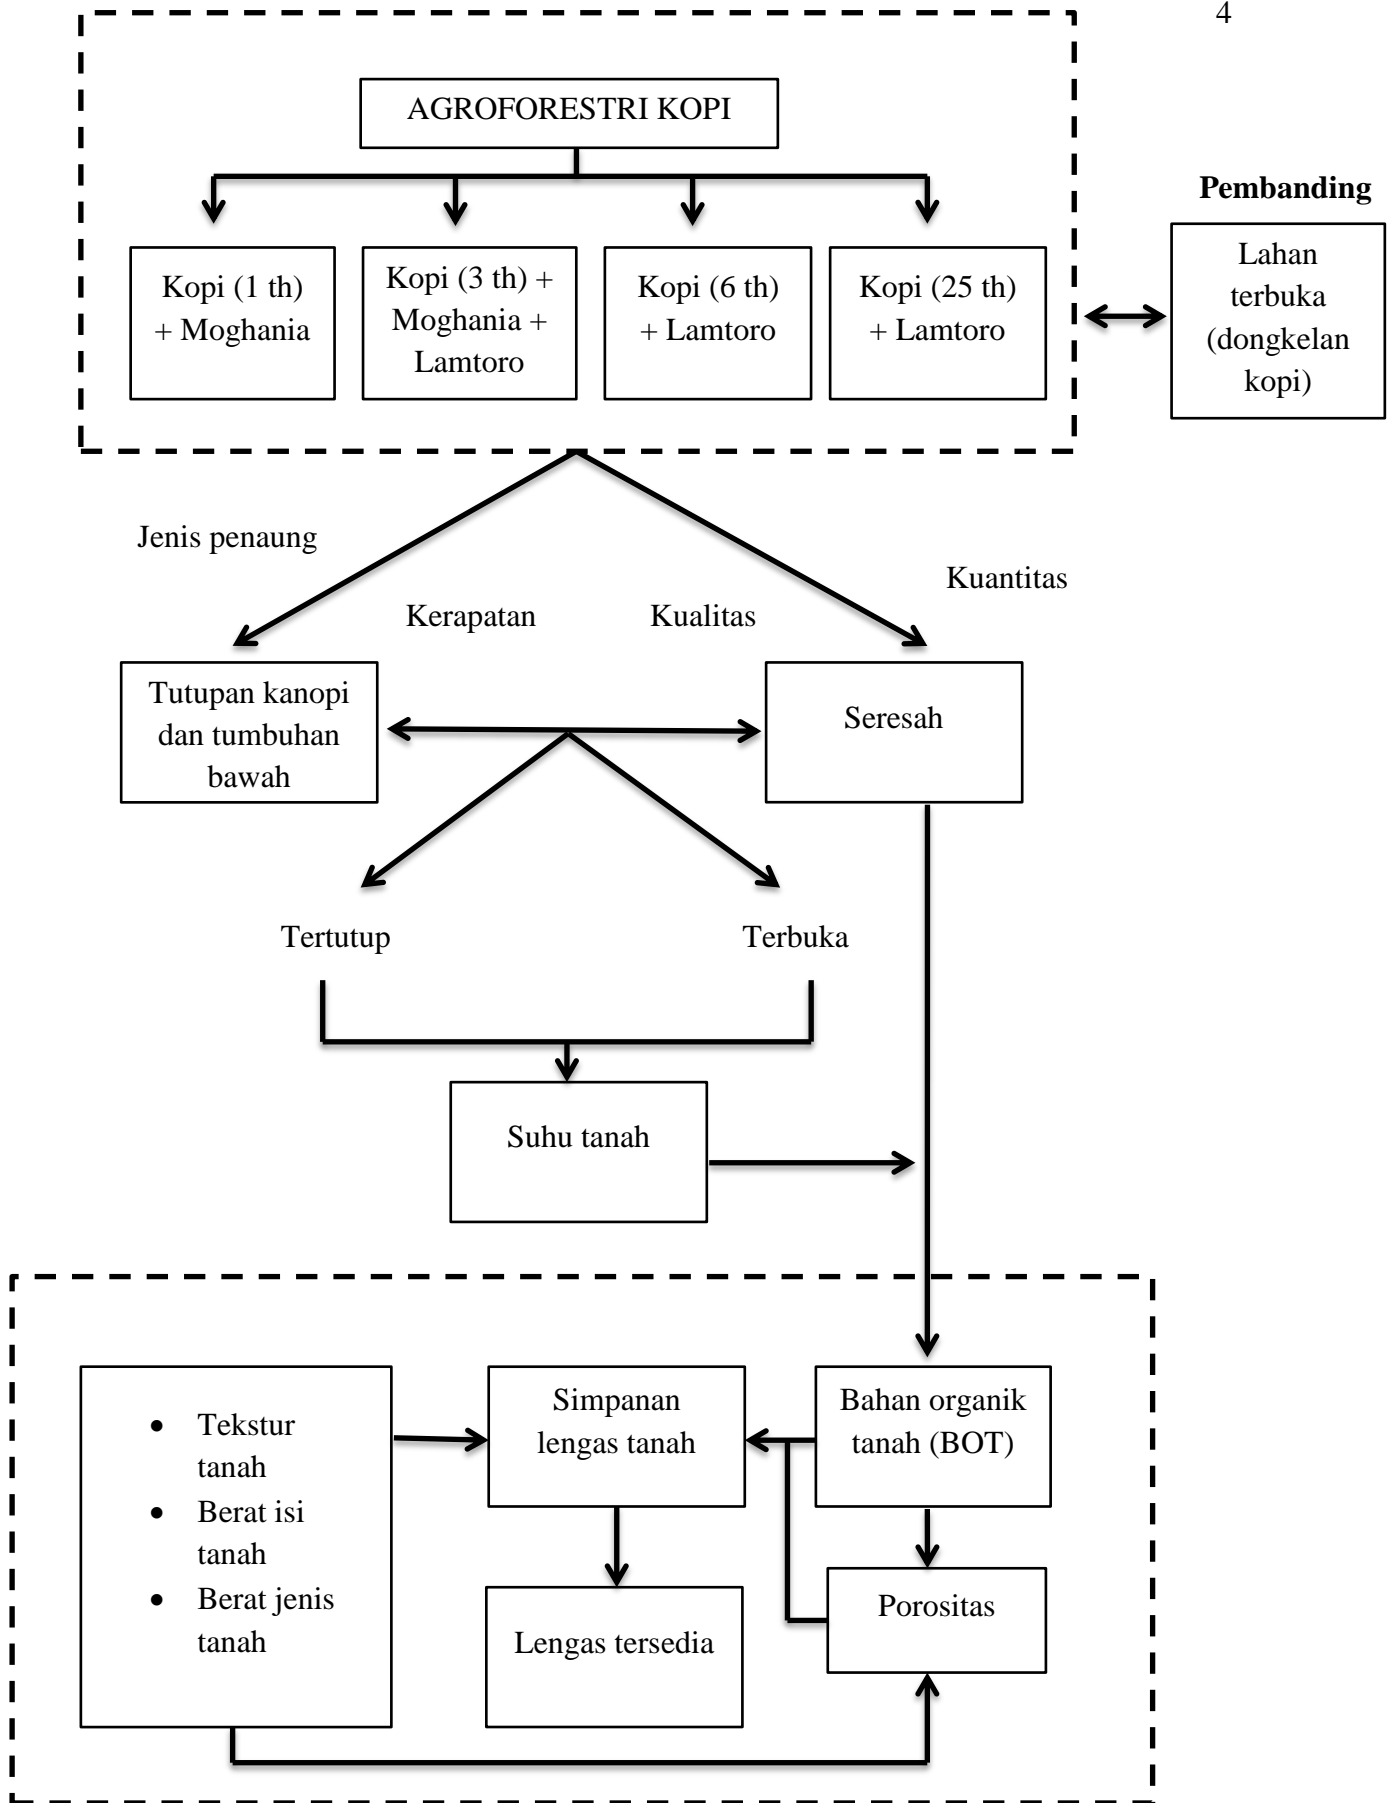 4
AGROFORESTRI KOPI
Pembanding
Kopi (1 th)
+ Moghania
Kopi (3 th) +
Moghania +
Lamtoro
Kopi (6 th)
+ Lamtoro
Kopi (25 th)
+ Lamtoro
Lahan
terbuka
(dongkelan
kopi)
Jenis penaung
Kerapatan
Kualitas
Kuantitas
Tutupan kanopi
dan tumbuhan
bawah
Seresah
Tertutup
Terbuka
Suhu tanah
• Tekstur
tanah
• Berat isi
tanah
• Berat jenis
tanah
Simpanan
lengas tanah
Bahan organik
tanah (BOT)
Lengas tersedia
Porositas